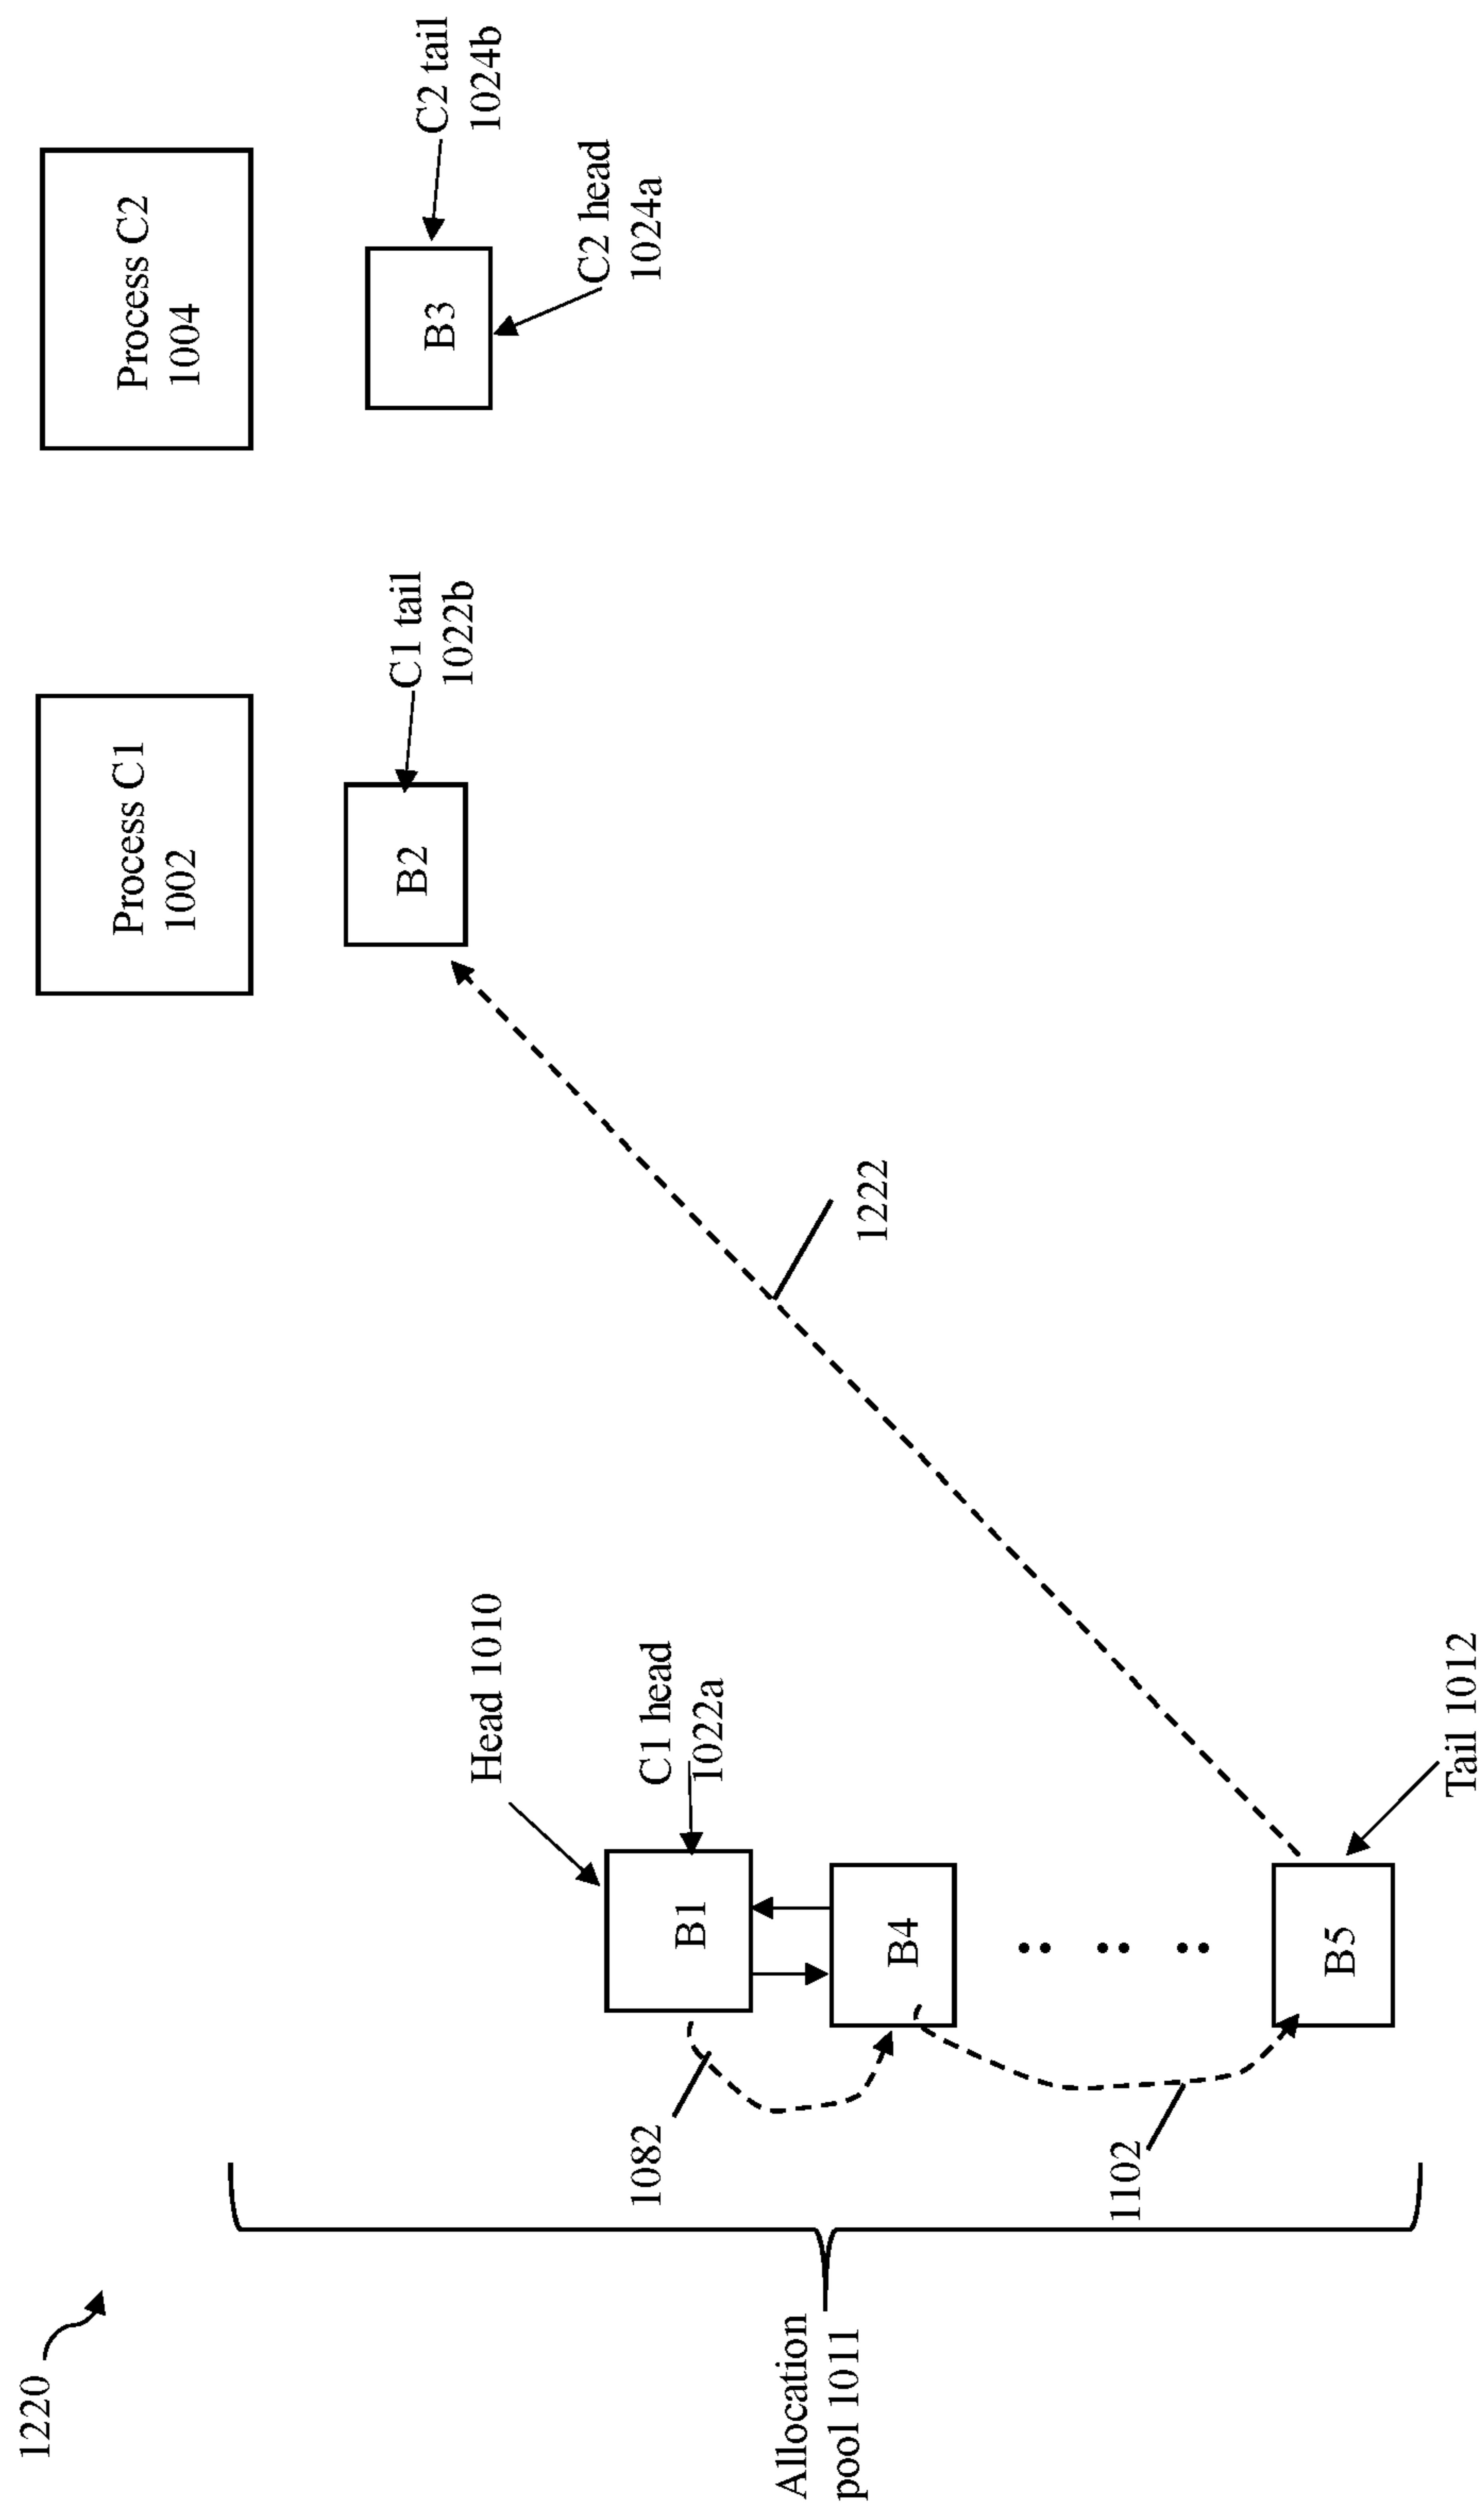 1220
Process C1
1002
Process C2
1004
B2
C1 tail
1022b
B3
C2 tail
1024b
C2 head
1024a
Head 1010
C1 head
1022a
B1
1082
Allocation
pool 1011
B4
1222
1102
B5
Tail 1012